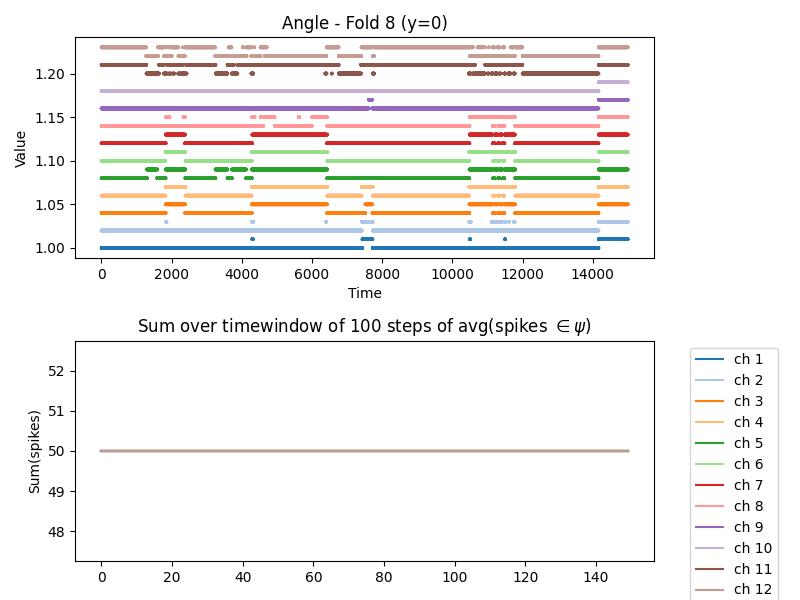 Angle - Fold 8 (y=0)
Value
1.20
1.15
1.10
1.05
1.00
0 2000 4000 6000 8000 10000 12000 14000
Time
Sum over timewindow of 100 steps of avg(spikes ∈ ψ)
Sum(spikes)
52
51
50
49
48
0 20 40 60 80 100 120 140
ch 1
ch 2
ch 3
ch 4
ch 5
ch 6
ch 7
ch 8
ch 9
ch 10
ch 11
ch 12